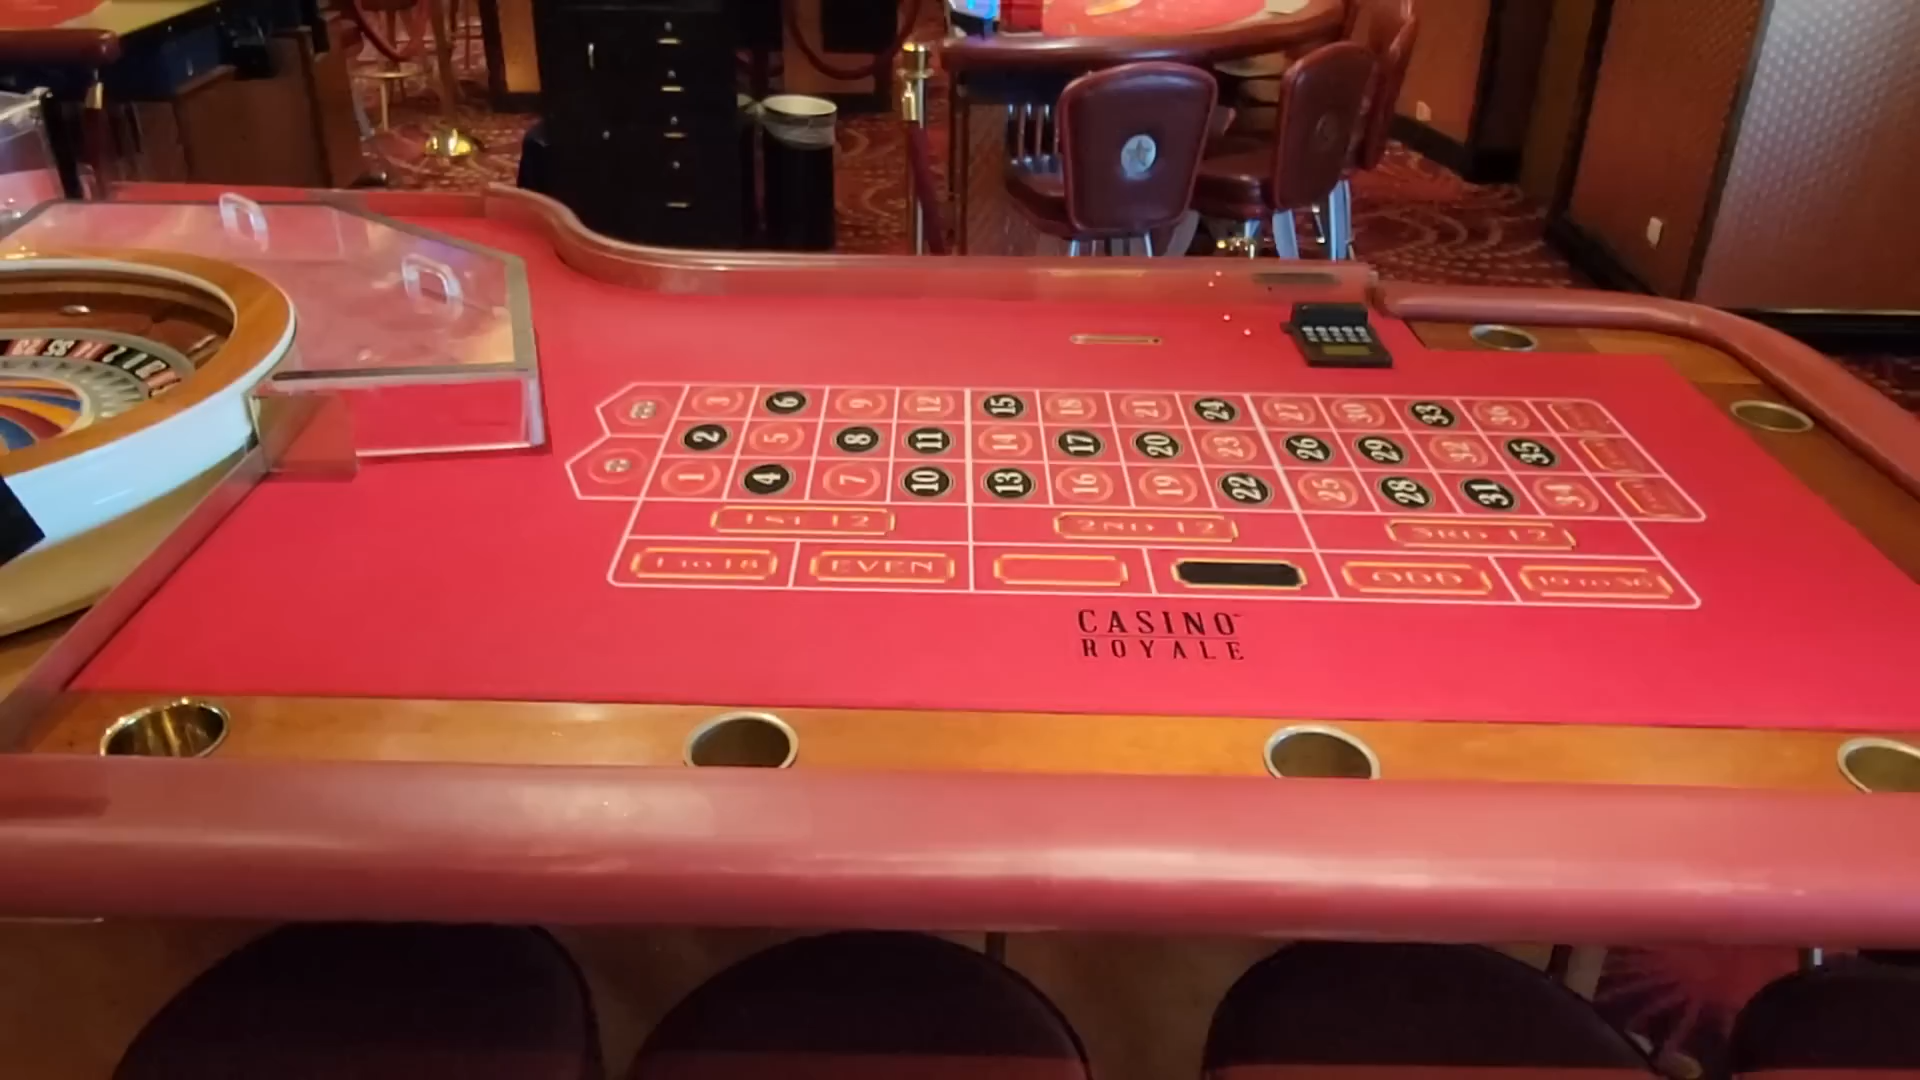 3 6 9 12 15 18 21 24 27 30 33 36
2 5 8 11 14 17 20 23 26 29 32 35
1 4 7 10 13 16 19 22 25 28 31 34
1ST 12 2ND 12 3RD 12
1 TO 18 EVEN ODD 19 TO 36
CASINO
ROYALE